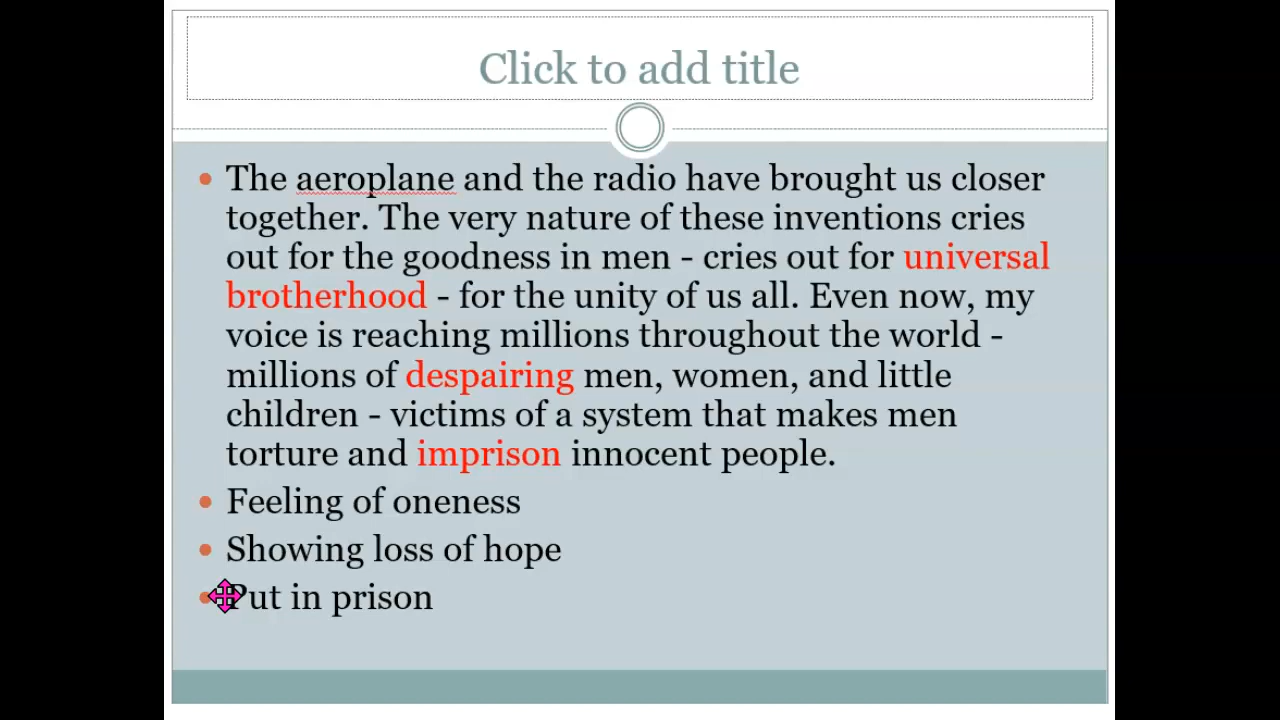 Click to add title
The aeroplane and the radio have brought us closer
together. The very nature of these inventions cries
out for the goodness in men - cries out for universal
brotherhood - for the unity of us all. Even now, my
voice is reaching millions throughout the world -
millions of despairing men, women, and little
children - victims of a system that makes men
torture and imprison innocent people.
Feeling of oneness
Showing loss of hope
Put in prison